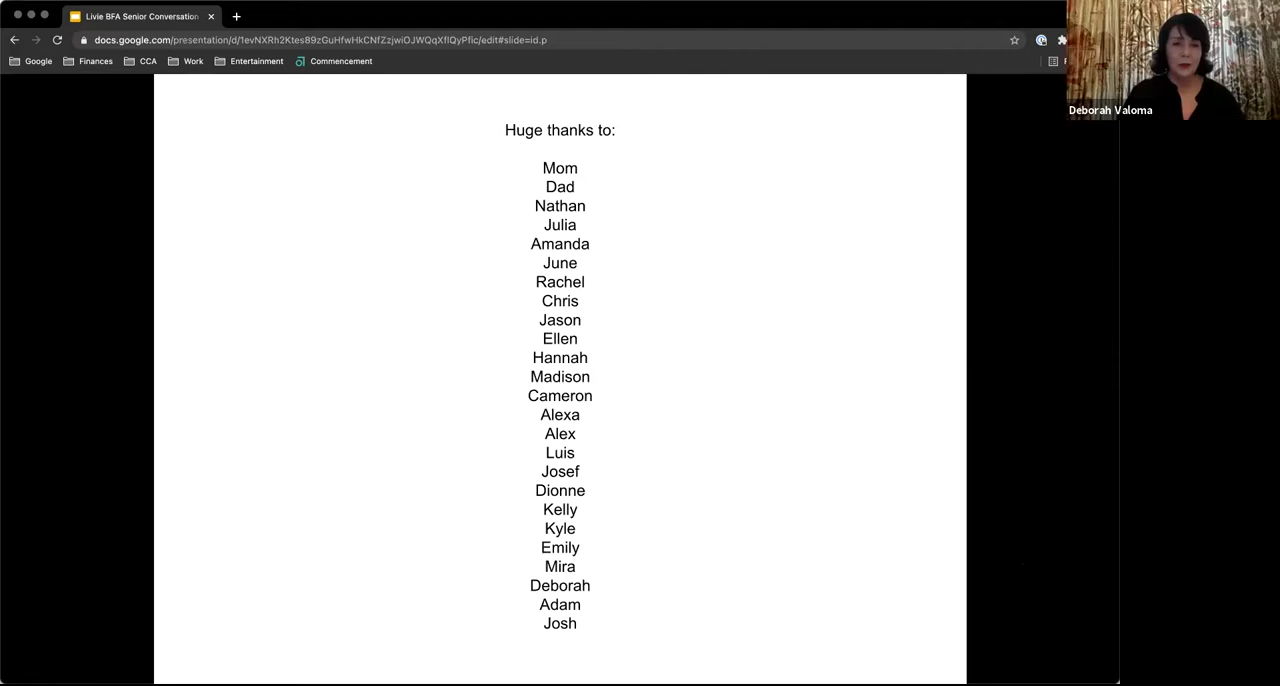 Livie BFA Senior Conversation
docs.google.com/presentation/d/1evNXRh2Ktes89zGuHfwHkCNfZzjwiOJWQqXflQyPfic/edit#slide=id.p
Google Finances CCA Work Entertainment Commencement
Deborah Valoma
Huge thanks to:
Mom
Dad
Nathan
Julia
Amanda
June
Rachel
Chris
Jason
Ellen
Hannah
Madison
Cameron
Alexa
Alex
Luis
Josef
Dionne
Kelly
Kyle
Emily
Mira
Deborah
Adam
Josh